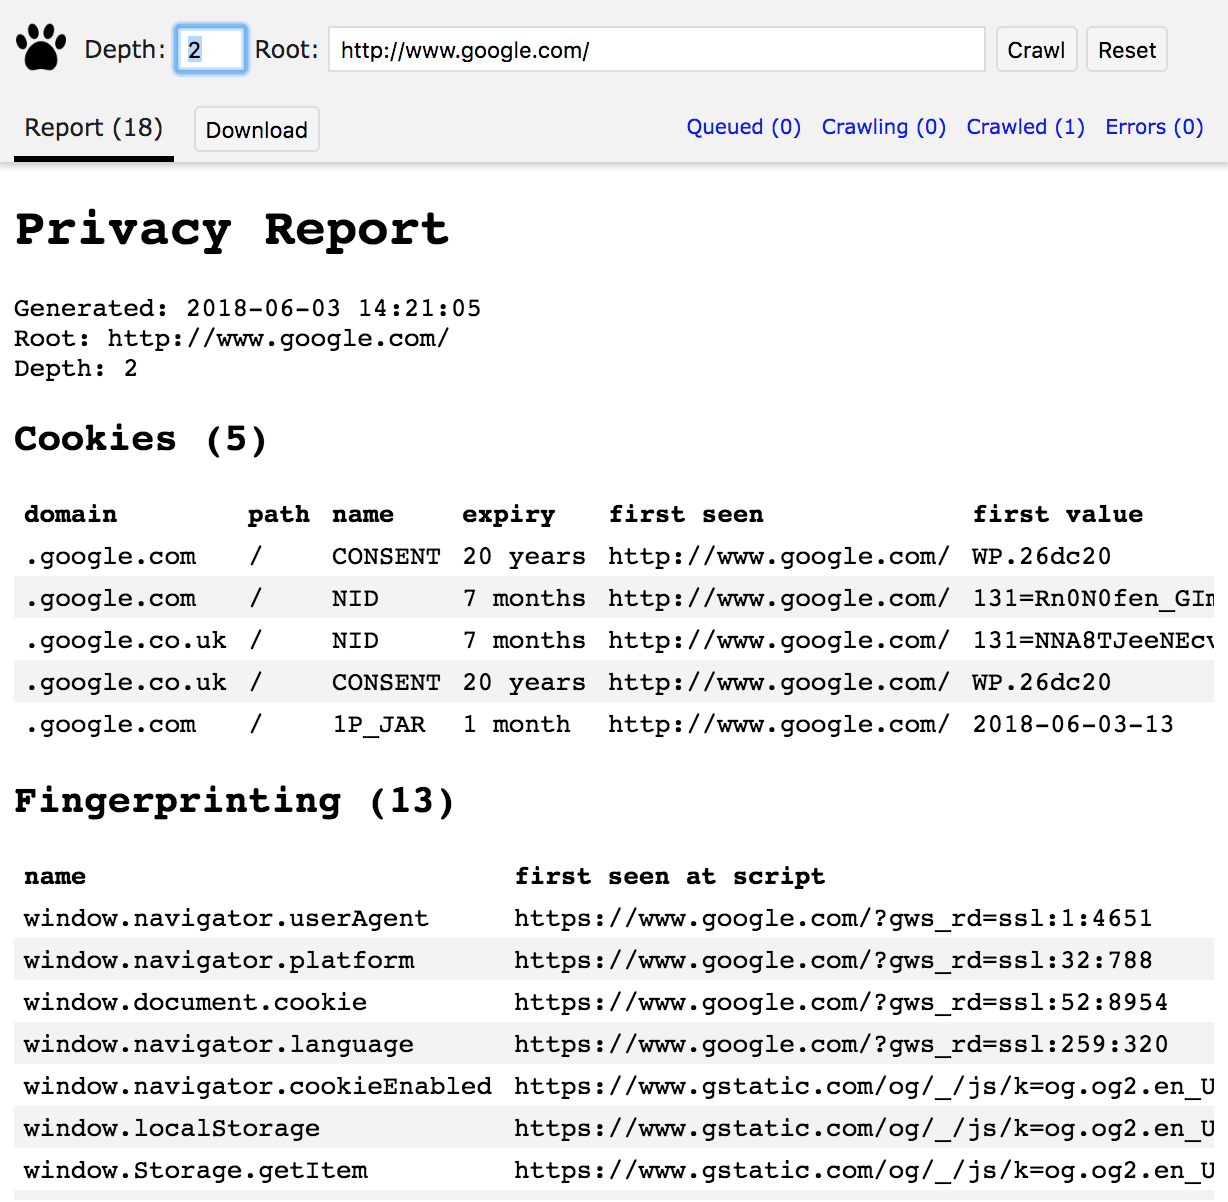 Depth: 2 Root: http://www.google.com/ Crawl Reset
Report (18) Download Queued (0) Crawling (0) Crawled (1) Errors (0)
Privacy Report
Generated: 2018-06-03 14:21:05
Root: http://www.google.com/
Depth: 2
Cookies (5)
domain path name expiry first seen first value
.google.com / CONSENT 20 years http://www.google.com/ WP.26dc20
.google.com / NID 7 months http://www.google.com/ 131=Rn0N0fen_GIm
.google.co.uk / NID 7 months http://www.google.com/ 131=NNA8TJeeNEcv
.google.co.uk / CONSENT 20 years http://www.google.com/ WP.26dc20
.google.com / 1P_JAR 1 month http://www.google.com/ 2018-06-03-13
Fingerprinting (13)
name first seen at script
window.navigator.userAgent https://www.google.com/?gws_rd=ssl:1:4651
window.navigator.platform https://www.google.com/?gws_rd=ssl:32:788
window.document.cookie https://www.google.com/?gws_rd=ssl:52:8954
window.navigator.language https://www.google.com/?gws_rd=ssl:259:320
window.navigator.cookieEnabled https://www.gstatic.com/og/_/js/k=og.og2.en_U
window.localStorage https://www.gstatic.com/og/_/js/k=og.og2.en_U
window.Storage.getItem https://www.gstatic.com/og/_/js/k=og.og2.en_U